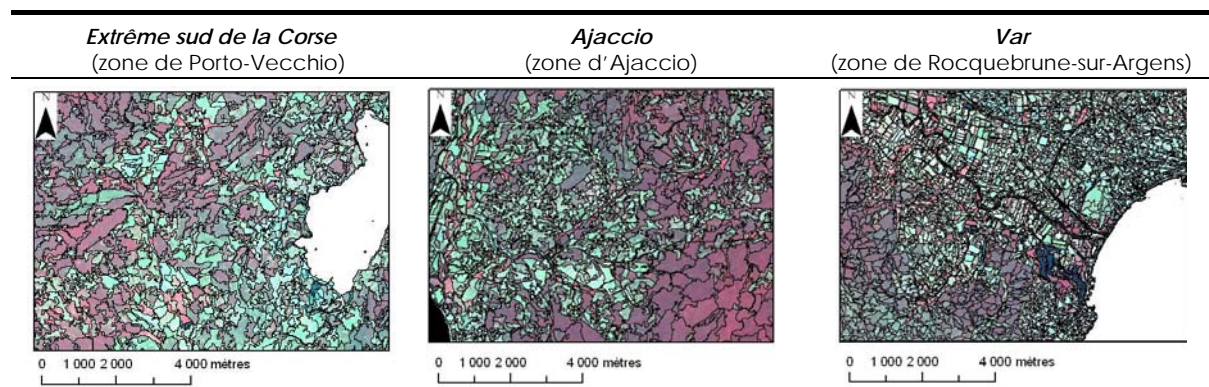 Extrême sud de la Corse
(zone de Porto-Vecchio)
Ajaccio
(zone d'Ajaccio)
Var
(zone de Rocquebrune-sur-Argens)
N
N
N
0 1 000 2 000 4 000 mètres
0 1 000 2 000 4 000 mètres
0 1 000 2 000 4 000 mètres